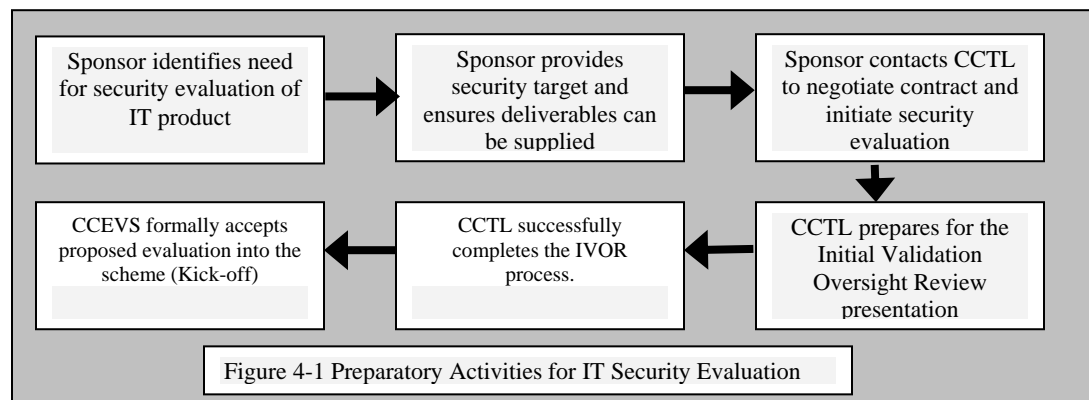 Sponsor identifies need
for security evaluation of
IT product
Sponsor provides
security target and
ensures deliverables can
be supplied
Sponsor contacts CCTL
to negotiate contract and
initiate security
evaluation
CCTL prepares for the
Initial Validation
Oversight Review
presentation
CCTL successfully
completes the IVOR
process.
CCEVS formally accepts
proposed evaluation into the
scheme (Kick-off)
Figure 4-1 Preparatory Activities for IT Security Evaluation